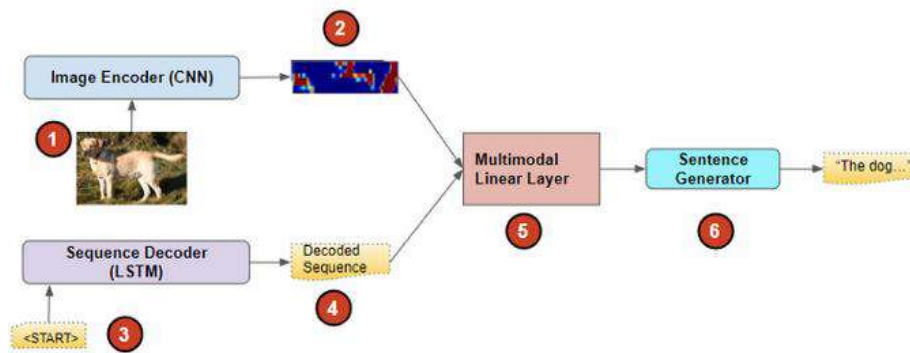 2
Image Encoder (CNN)
1
Multimodal
Linear Layer
Sentence
Generator
"The dog..."
5
6
Sequence Decoder
(LSTM)
Decoded
Sequence
<START>
3
4